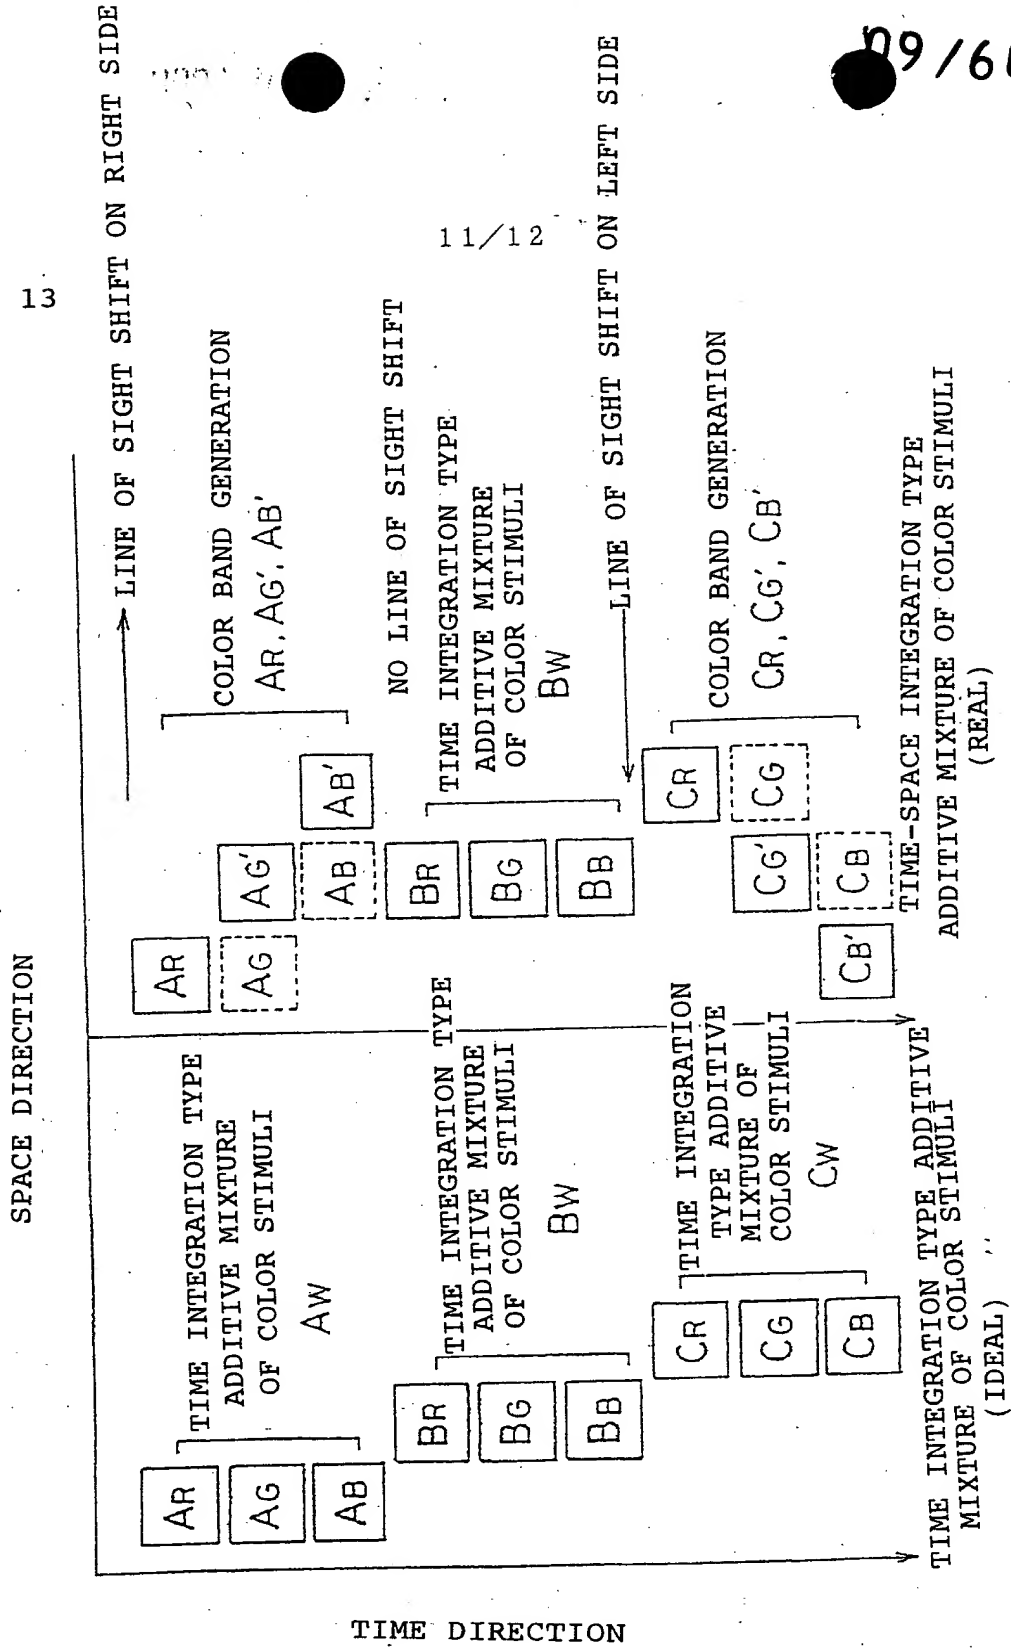 09/6
13
11/12
SPACE DIRECTION
TIME DIRECTION
AR
AG
AB
TIME INTEGRATION TYPE
ADDITIVE MIXTURE
OF COLOR STIMULI
AW
BR
BG
BB
TIME INTEGRATION TYPE
ADDITIVE MIXTURE
OF COLOR STIMULI
BW
CR
CG
CB
TIME INTEGRATION
TYPE ADDITIVE
MIXTURE OF
COLOR STIMULI
CW
TIME INTEGRATION TYPE ADDITIVE
MIXTURE OF COLOR STIMULI
(IDEAL)
LINE OF SIGHT SHIFT ON RIGHT SIDE
AR
AG
AG'
AB
AB'
COLOR BAND GENERATION
AR, AG', AB'
NO LINE OF SIGHT SHIFT
BR
BG
BB
TIME INTEGRATION TYPE
ADDITIVE MIXTURE
OF COLOR STIMULI
BW
LINE OF SIGHT SHIFT ON LEFT SIDE
CR
CG'
CG
CB'
CB
COLOR BAND GENERATION
CR, CG', CB'
TIME-SPACE INTEGRATION TYPE
ADDITIVE MIXTURE OF COLOR STIMULI
(REAL)